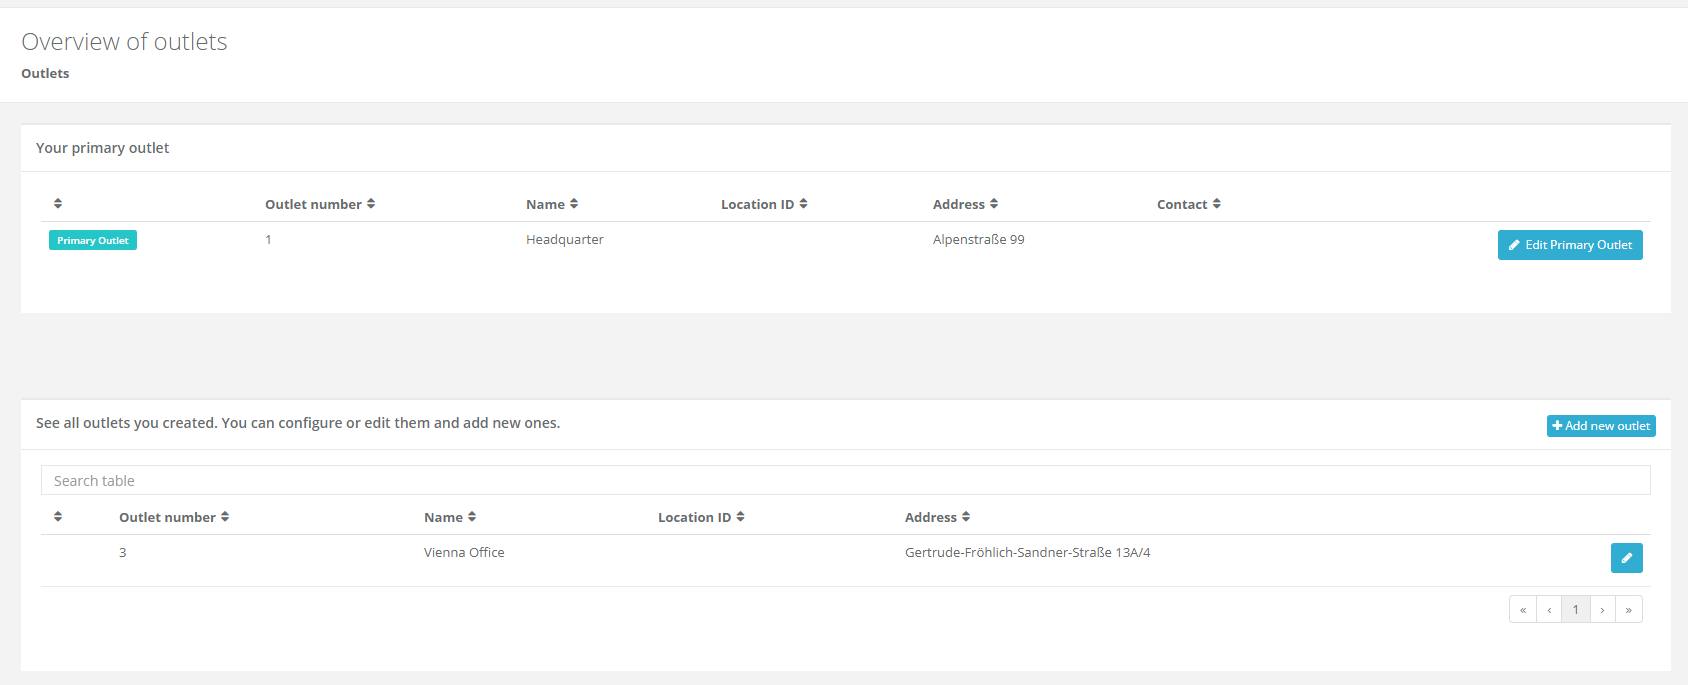 Overview of outlets
Outlets
Your primary outlet
Outlet number Name Location ID Address Contact
Primary Outlet 1 Headquarter Alpenstraße 99 Edit Primary Outlet
See all outlets you created. You can configure or edit them and add new ones. Add new outlet
Search table
Outlet number Name Location ID Address
3 Vienna Office Gertrude-Fröhlich-Sandner-Straße 13A/4
« ‹ 1 › »